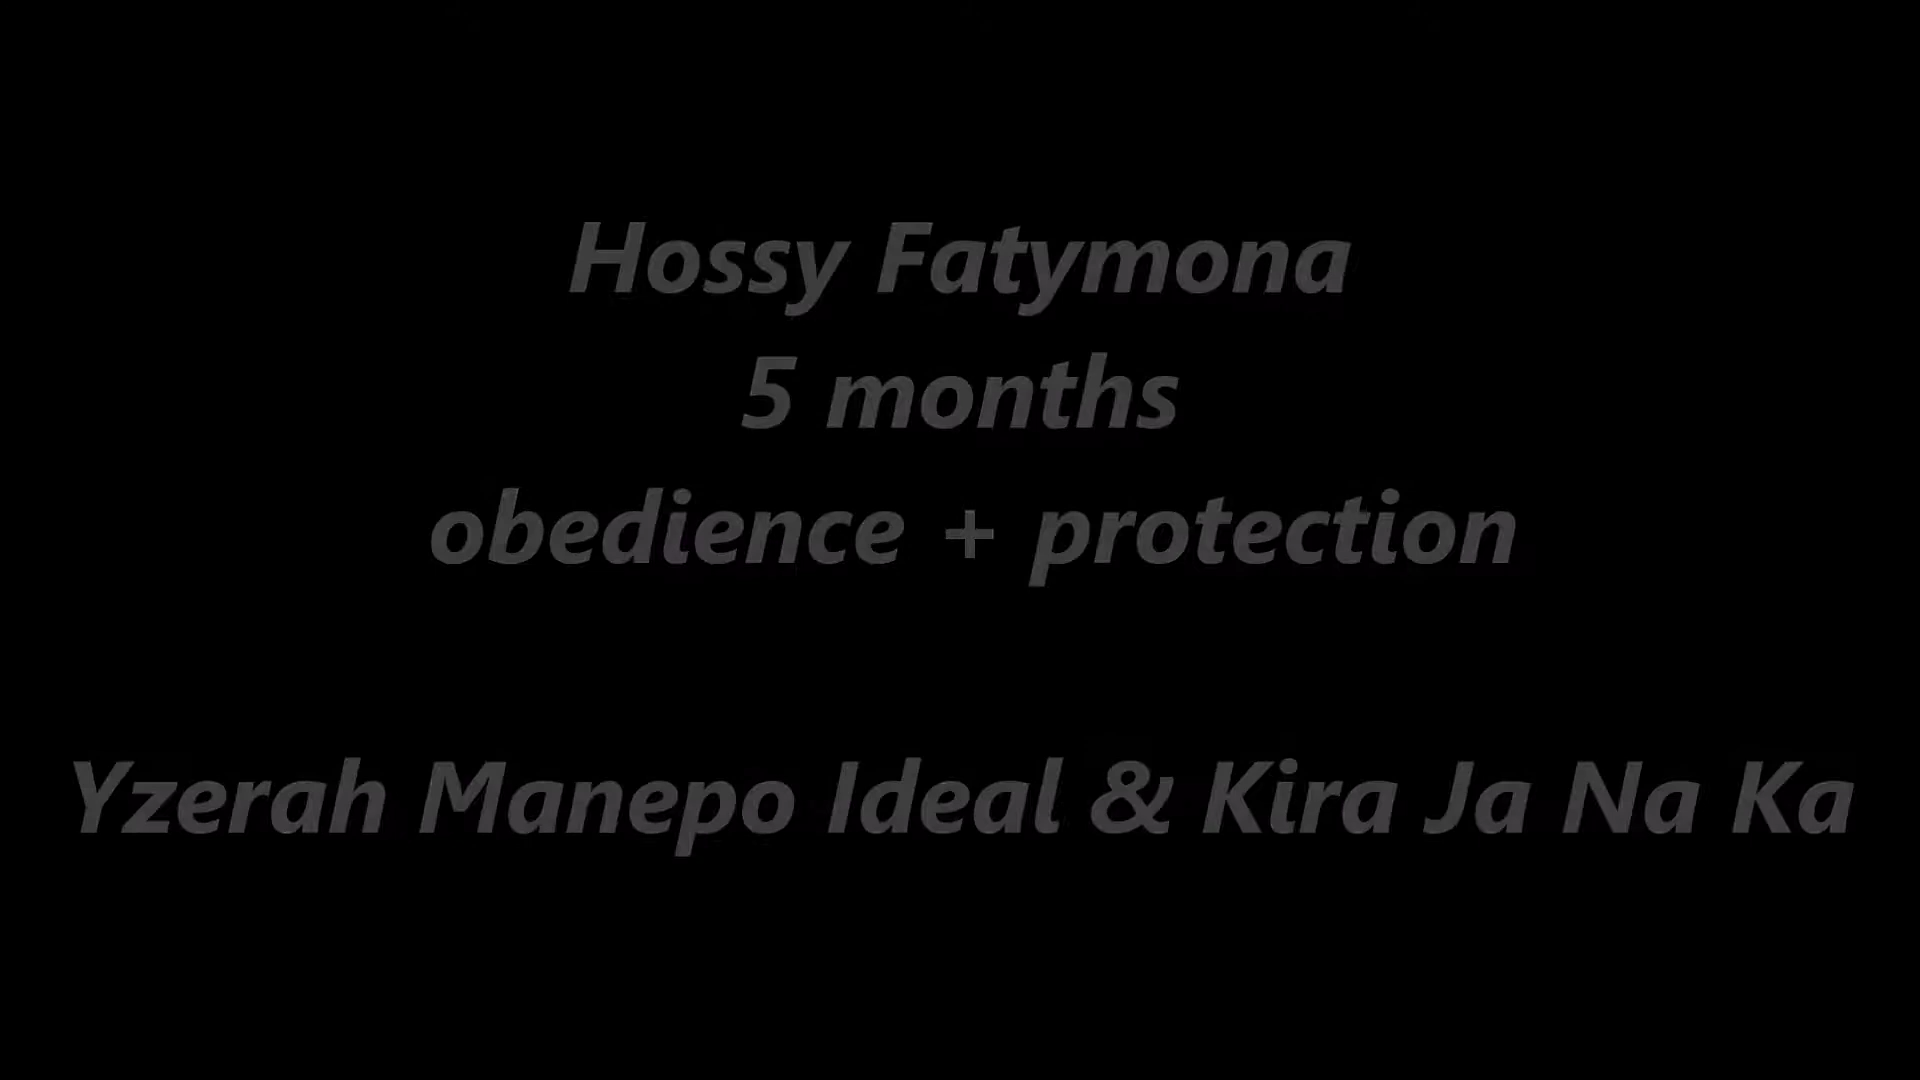 Hossy Fatymona
5 months
obedience + protection
Yzerah Manepo Ideal & Kira Ja Na Ka